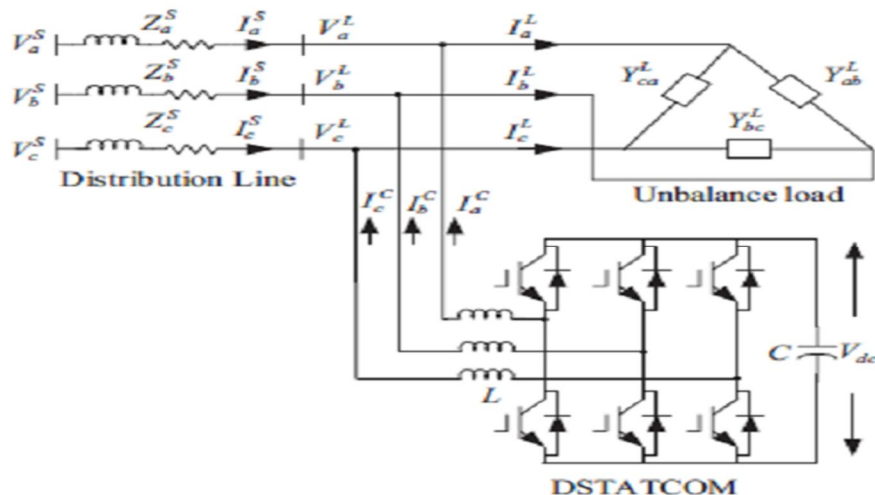 V_a^S Z_a^S I_a^S V_a^L I_a^L
V_b^S Z_b^S I_b^S V_b^L I_b^L
V_c^S Z_c^S I_c^S V_c^L I_c^L
Y_ca^L Y_ab^L
Y_bc^L
Distribution Line
Unbalance load
I_c^C I_b^C I_a^C
L
C V_dc
DSTATCOM